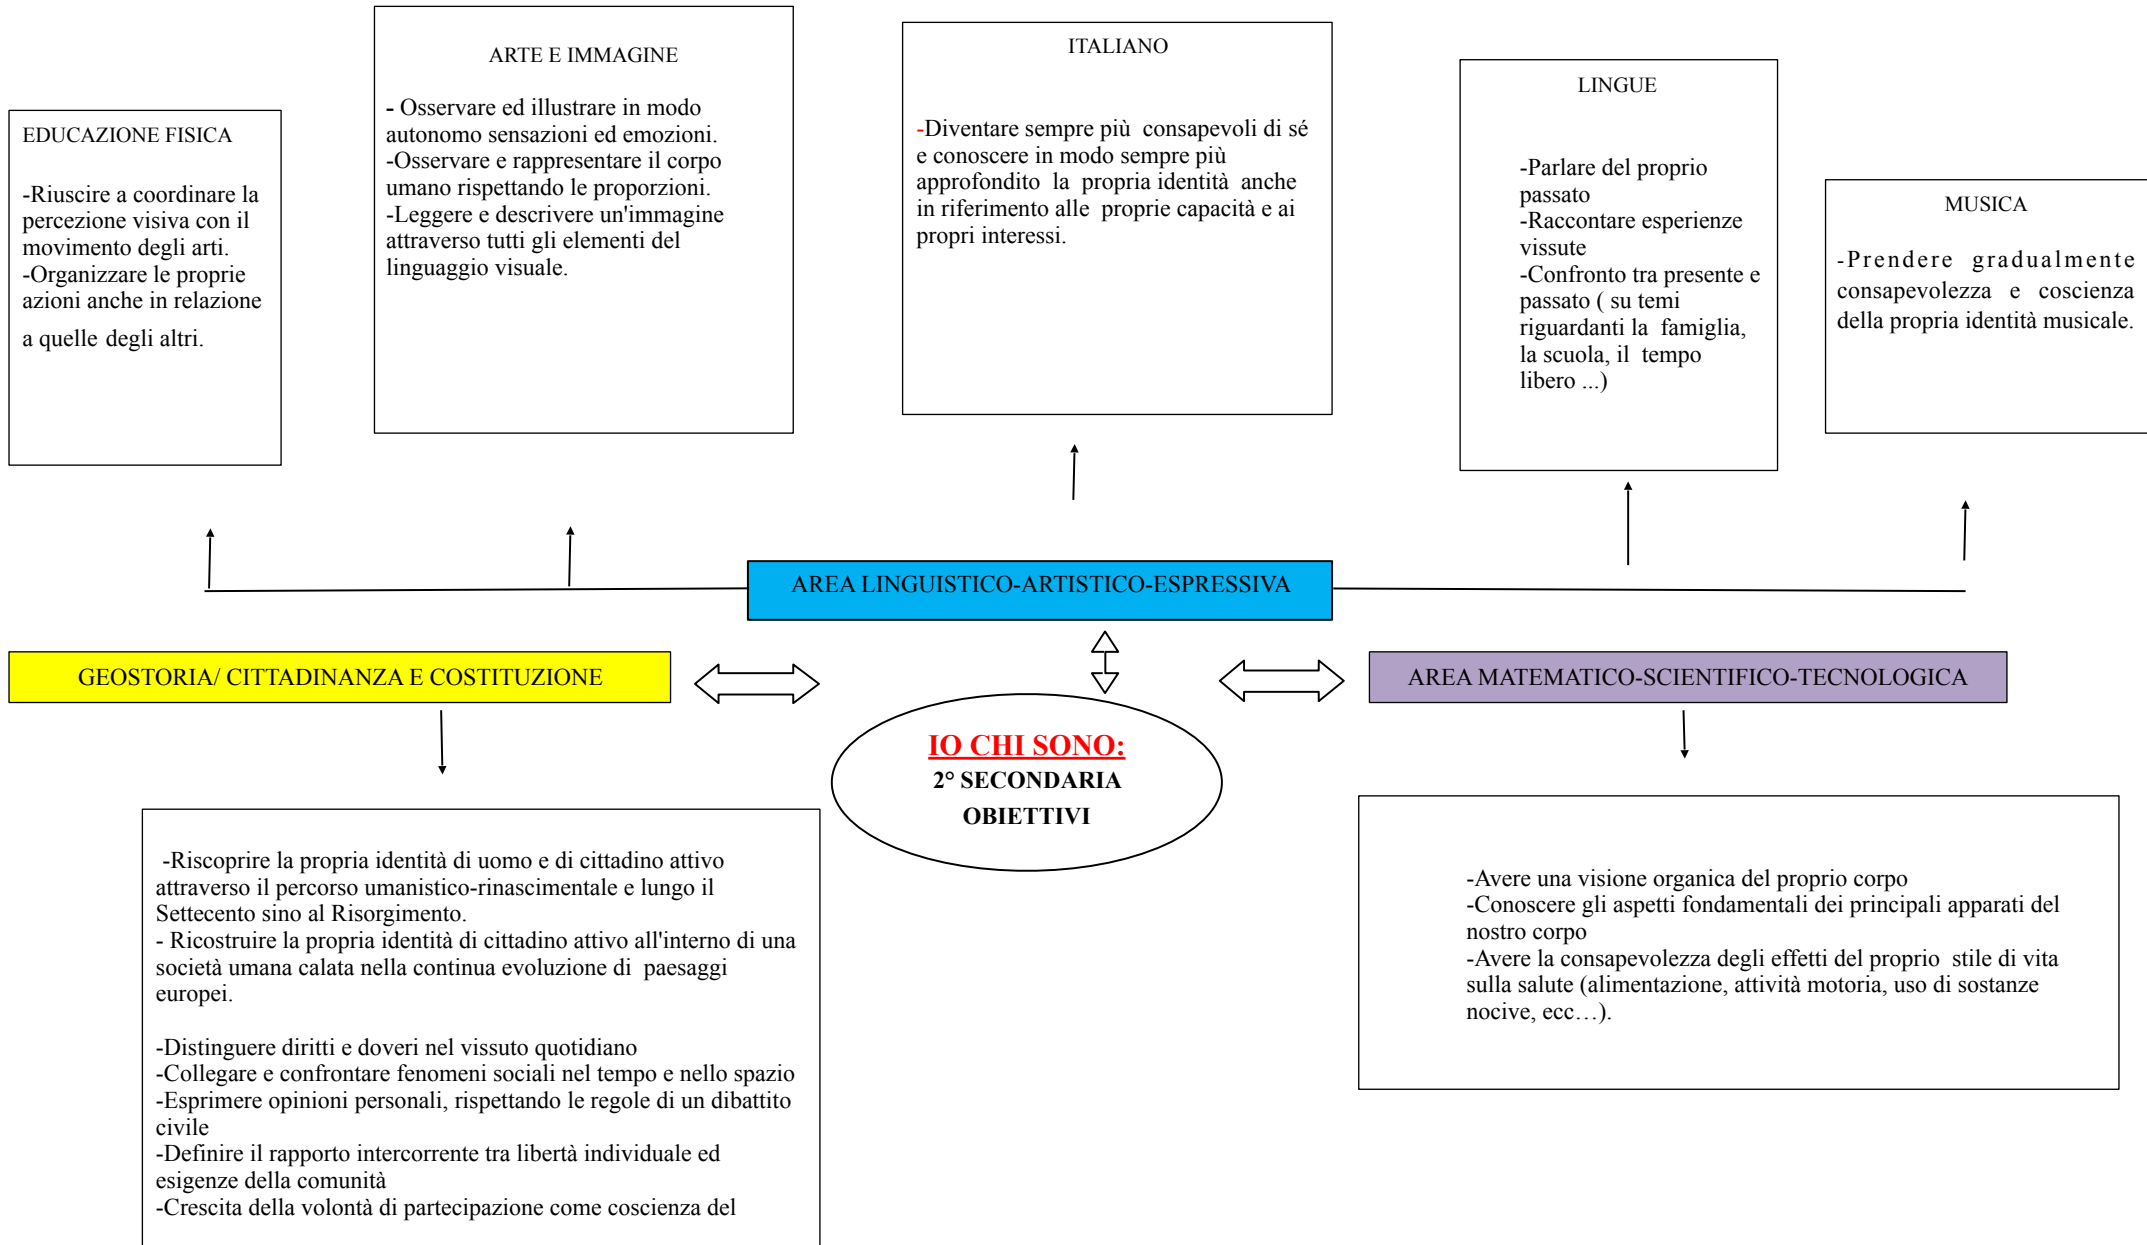 EDUCAZIONE FISICA
-Riuscire a coordinare la
percezione visiva con il
movimento degli arti.
-Organizzare le proprie
azioni anche in relazione
a quelle degli altri.
ARTE E IMMAGINE
- Osservare ed illustrare in modo
autonomo sensazioni ed emozioni.
-Osservare e rappresentare il corpo
umano rispettando le proporzioni.
-Leggere e descrivere un'immagine
attraverso tutti gli elementi del
linguaggio visuale.
ITALIANO
-Diventare sempre più consapevoli di sé
e conoscere in modo sempre più
approfondito la propria identità anche
in riferimento alle proprie capacità e ai
propri interessi.
LINGUE
-Parlare del proprio
passato
-Raccontare esperienze
vissute
-Confronto tra presente e
passato ( su temi
riguardanti la famiglia,
la scuola, il tempo
libero ...)
MUSICA
-Prendere gradualmente
consapevolezza e coscienza
della propria identità musicale.
AREA LINGUISTICO-ARTISTICO-ESPRESSIVA
GEOSTORIA/ CITTADINANZA E COSTITUZIONE
AREA MATEMATICO-SCIENTIFICO-TECNOLOGICA
IO CHI SONO:
2° SECONDARIA
OBIETTIVI
-Riscoprire la propria identità di uomo e di cittadino attivo
attraverso il percorso umanistico-rinascimentale e lungo il
Settecento sino al Risorgimento.
- Ricostruire la propria identità di cittadino attivo all'interno di una
società umana calata nella continua evoluzione di paesaggi
europei.
-Distinguere diritti e doveri nel vissuto quotidiano
-Collegare e confrontare fenomeni sociali nel tempo e nello spazio
-Esprimere opinioni personali, rispettando le regole di un dibattito
civile
-Definire il rapporto intercorrente tra libertà individuale ed
esigenze della comunità
-Crescita della volontà di partecipazione come coscienza del
-Avere una visione organica del proprio corpo
-Conoscere gli aspetti fondamentali dei principali apparati del
nostro corpo
-Avere la consapevolezza degli effetti del proprio stile di vita
sulla salute (alimentazione, attività motoria, uso di sostanze
nocive, ecc…).